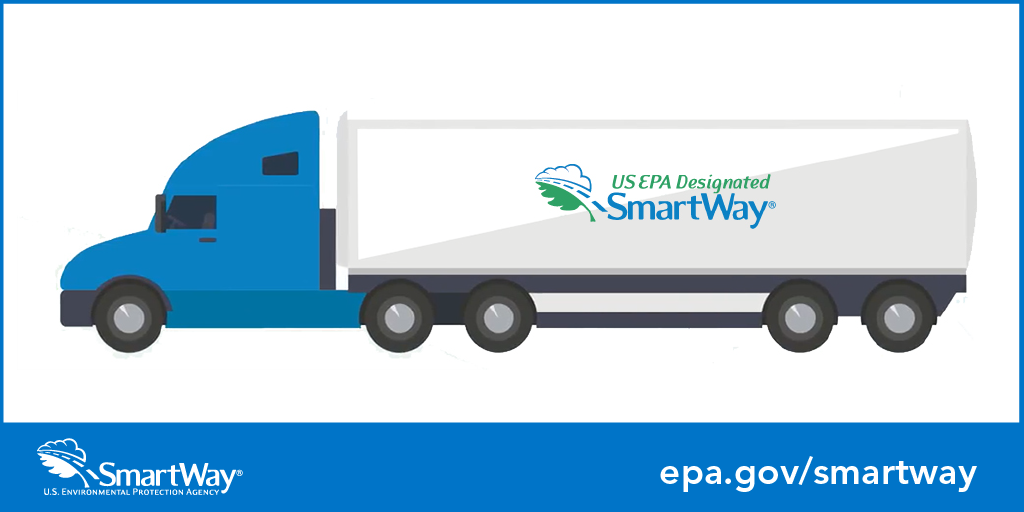 US EPA Designated
SmartWay®
SmartWay®
U.S. ENVIRONMENTAL PROTECTION AGENCY
epa.gov/smartway